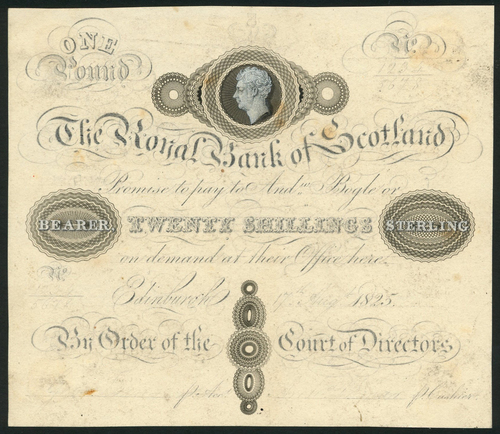 ONE Pound
No
The Royal Bank of Scotland
Promise to pay to Andw. Bogle or
BEARER TWENTY SHILLINGS STERLING
on demand at their Office here
No
Edinburgh 1825.
By Order of the Court of Directors